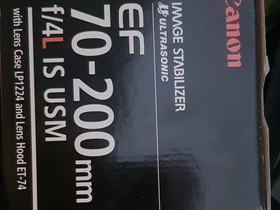 Canon
IMAGE STABILIZER
ULTRASONIC
EF
70-200mm
f/4L IS USM
with Lens Case LP1224 and Lens Hood ET-74